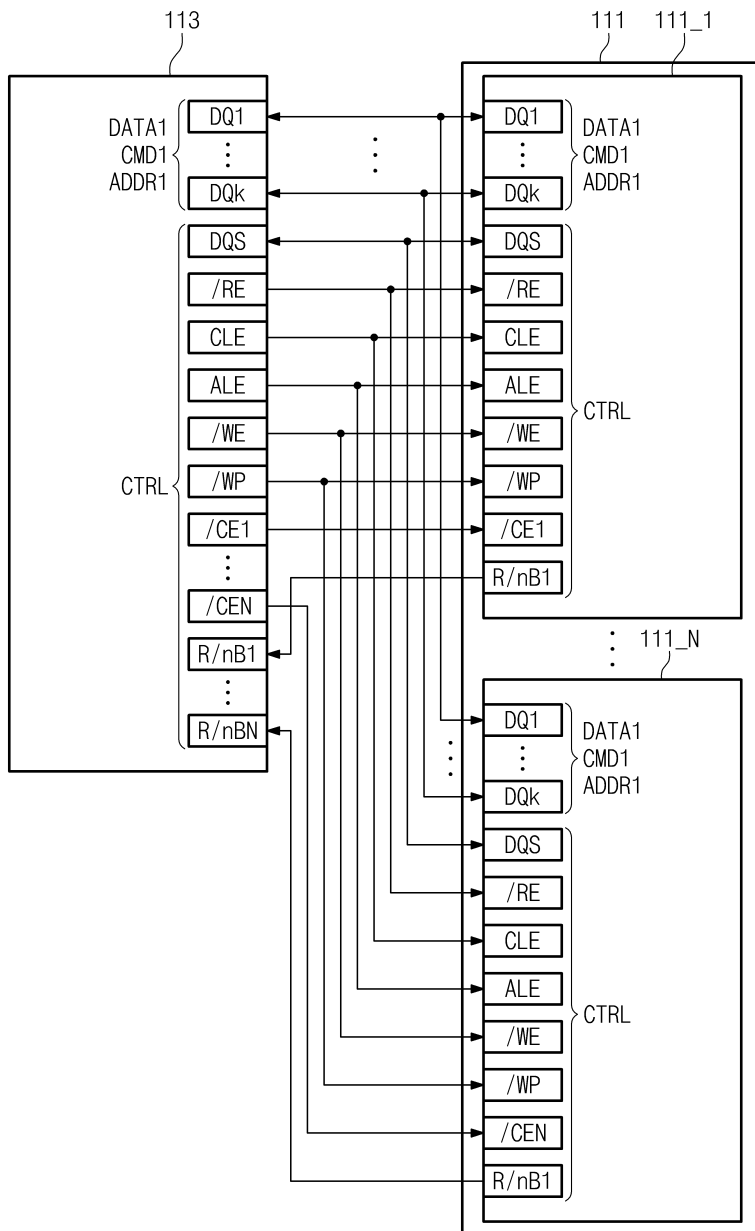 113
111
111_1
DATA1
CMD1
ADDR1
DQ1
DQk
CTRL
DQS
/RE
CLE
ALE
/WE
/WP
/CE1
/CEN
R/nB1
R/nBN
DQ1
DQk
DATA1
CMD1
ADDR1
DQS
/RE
CLE
ALE
/WE
/WP
/CE1
R/nB1
CTRL
111_N
DQ1
DQk
DATA1
CMD1
ADDR1
DQS
/RE
CLE
ALE
/WE
/WP
/CEN
R/nB1
CTRL